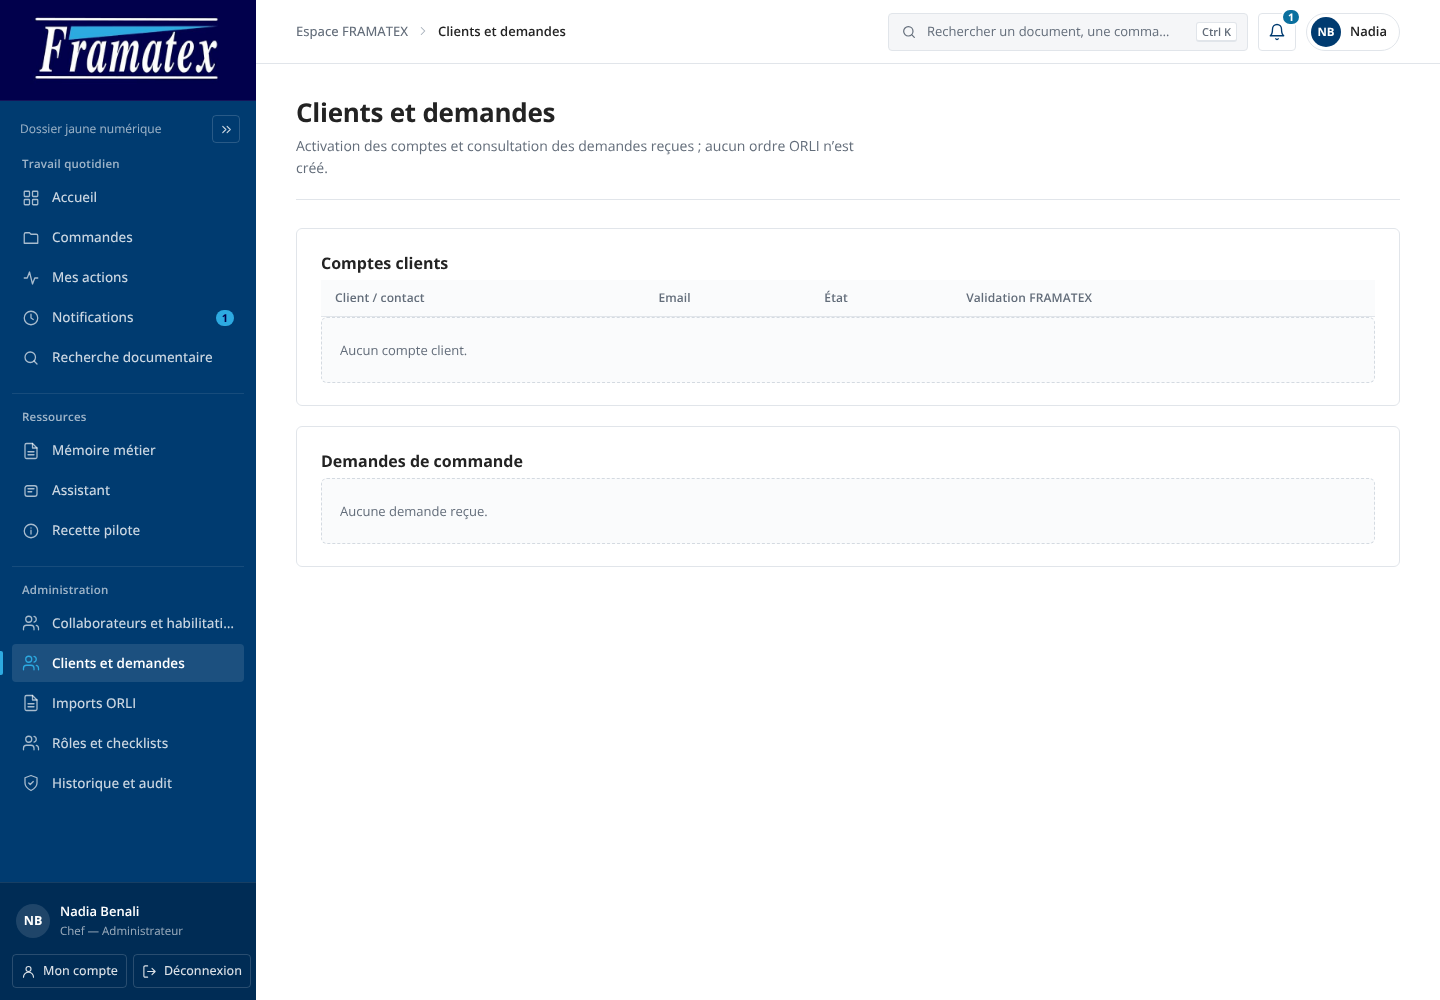 Framatex
Dossier jaune numérique
Travail quotidien
Accueil
Commandes
Mes actions
Notifications 1
Recherche documentaire
Ressources
Mémoire métier
Assistant
Recette pilote
Administration
Collaborateurs et habilitati...
Clients et demandes
Imports ORLI
Rôles et checklists
Historique et audit
NB Nadia Benali
Chef — Administrateur
Mon compte Déconnexion
Espace FRAMATEX Clients et demandes
Rechercher un document, une comma... Ctrl K
1
NB Nadia
Clients et demandes
Activation des comptes et consultation des demandes reçues ; aucun ordre ORLI n’est
créé.
Comptes clients
Client / contact Email État Validation FRAMATEX
Aucun compte client.
Demandes de commande
Aucune demande reçue.